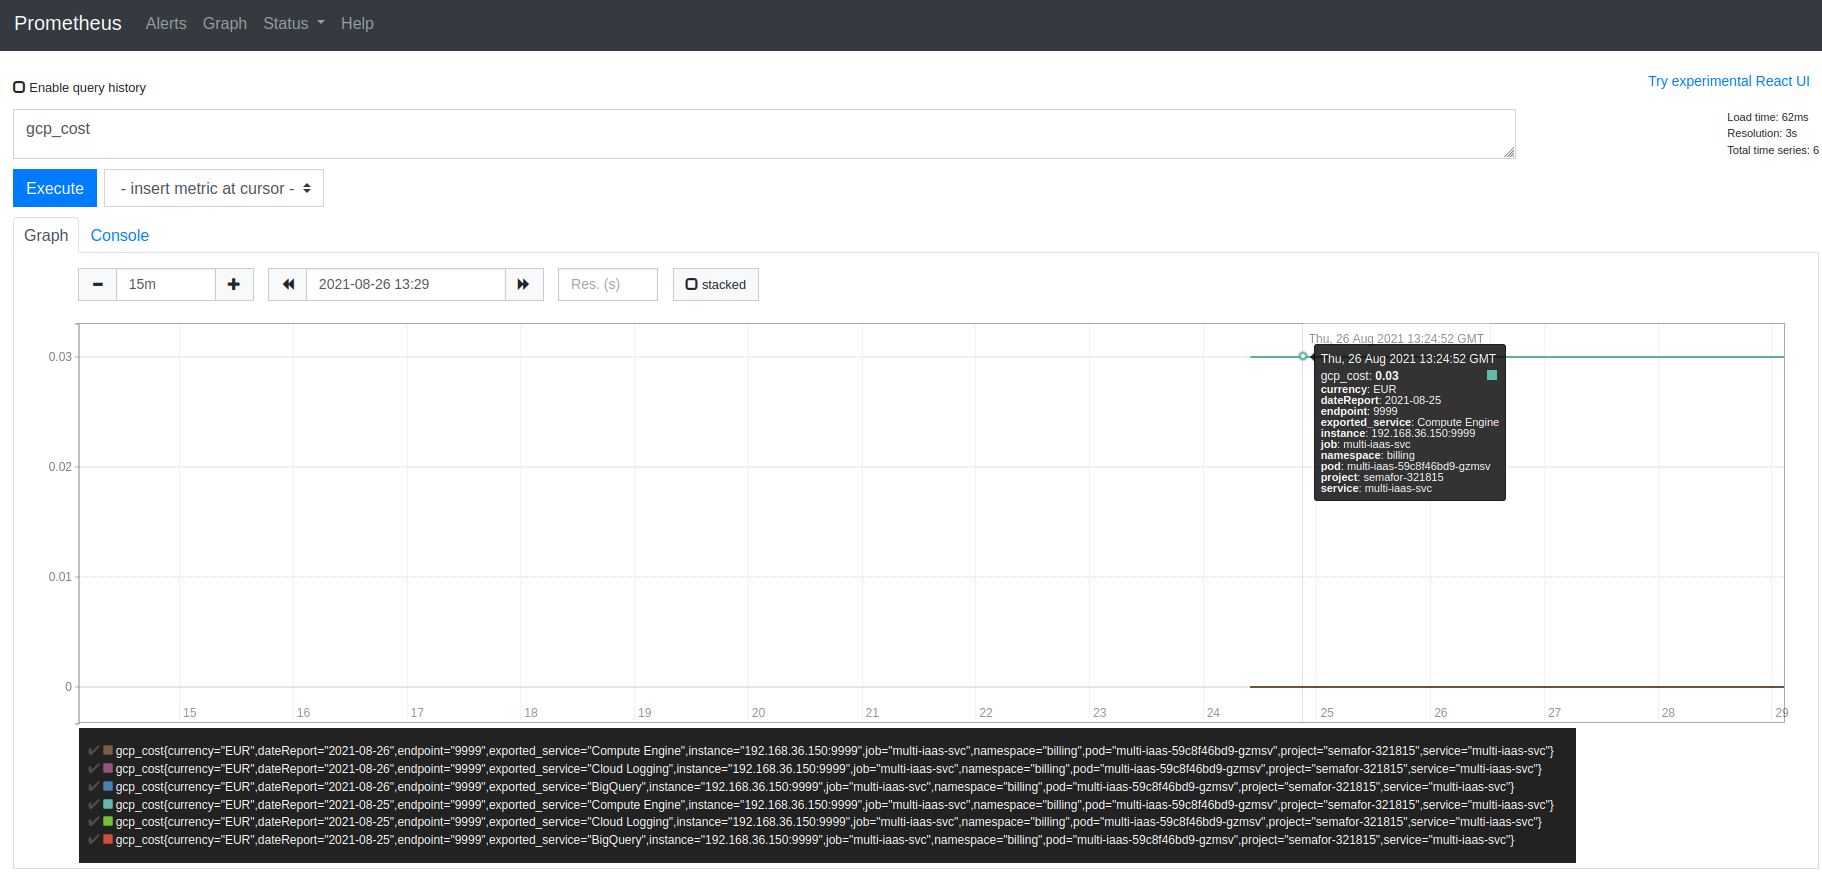 Prometheus Alerts Graph Status Help
Enable query history
Try experimental React UI
gcp_cost
Load time: 62ms
Resolution: 3s
Total time series: 6
Execute - insert metric at cursor -
Graph Console
15m 2021-08-26 13:29 Res. (s) stacked
Thu, 26 Aug 2021 13:24:52 GMT
Thu, 26 Aug 2021 13:24:52 GMT
gcp_cost: 0.03
currency: EUR
dateReport: 2021-08-25
endpoint: 9999
exported_service: Compute Engine
instance: 192.168.36.150:9999
job: multi-iaas-svc
namespace: billing
pod: multi-iaas-59c8f46bd9-gzmsv
project: semafor-321815
service: multi-iaas-svc
0.03
0.02
0.01
0
15 16 17 18 19 20 21 22 23 24 25 26 27 28 29
gcp_cost{currency="EUR",dateReport="2021-08-26",endpoint="9999",exported_service="Compute Engine",instance="192.168.36.150:9999",job="multi-iaas-svc",namespace="billing",pod="multi-iaas-59c8f46bd9-gzmsv",project="semafor-321815",service="multi-iaas-svc"}
gcp_cost{currency="EUR",dateReport="2021-08-26",endpoint="9999",exported_service="Cloud Logging",instance="192.168.36.150:9999",job="multi-iaas-svc",namespace="billing",pod="multi-iaas-59c8f46bd9-gzmsv",project="semafor-321815",service="multi-iaas-svc"}
gcp_cost{currency="EUR",dateReport="2021-08-26",endpoint="9999",exported_service="BigQuery",instance="192.168.36.150:9999",job="multi-iaas-svc",namespace="billing",pod="multi-iaas-59c8f46bd9-gzmsv",project="semafor-321815",service="multi-iaas-svc"}
gcp_cost{currency="EUR",dateReport="2021-08-25",endpoint="9999",exported_service="Compute Engine",instance="192.168.36.150:9999",job="multi-iaas-svc",namespace="billing",pod="multi-iaas-59c8f46bd9-gzmsv",project="semafor-321815",service="multi-iaas-svc"}
gcp_cost{currency="EUR",dateReport="2021-08-25",endpoint="9999",exported_service="Cloud Logging",instance="192.168.36.150:9999",job="multi-iaas-svc",namespace="billing",pod="multi-iaas-59c8f46bd9-gzmsv",project="semafor-321815",service="multi-iaas-svc"}
gcp_cost{currency="EUR",dateReport="2021-08-25",endpoint="9999",exported_service="BigQuery",instance="192.168.36.150:9999",job="multi-iaas-svc",namespace="billing",pod="multi-iaas-59c8f46bd9-gzmsv",project="semafor-321815",service="multi-iaas-svc"}